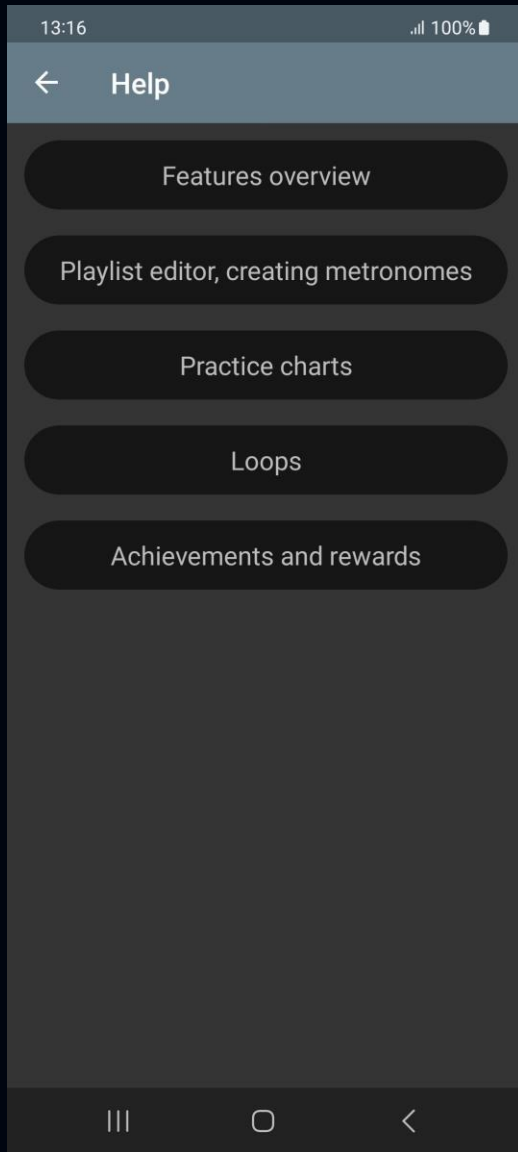 13:16
100%
Help
Features overview
Playlist editor, creating metronomes
Practice charts
Loops
Achievements and rewards